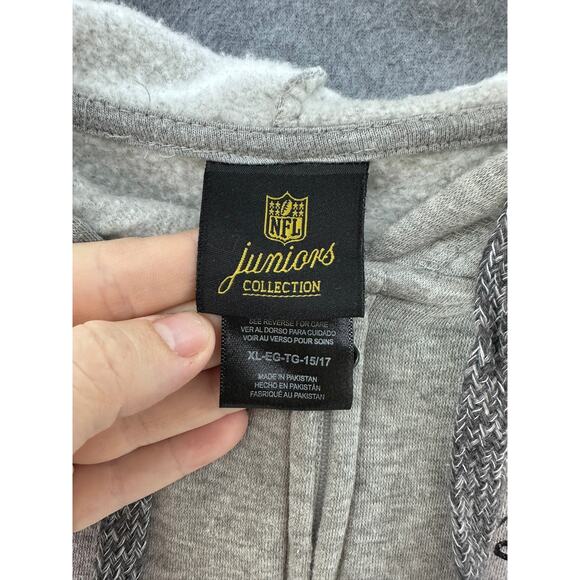 NFL
juniors
COLLECTION
SEE REVERSE FOR CARE
VER AL DORSO PARA CUIDADO
VOIR AU VERSO POUR SOINS
XL-EG-TG-15/17
MADE IN PAKISTAN
HECHO EN PAKISTÁN
FABRIQUÉ AU PAKISTAN